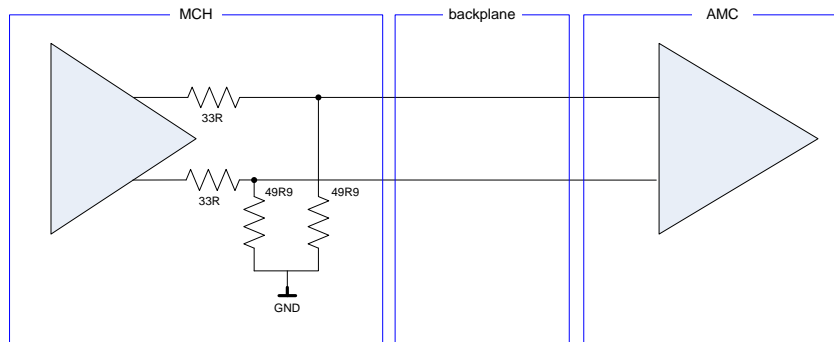 MCH
backplane
AMC
33R
33R
49R9
49R9
GND